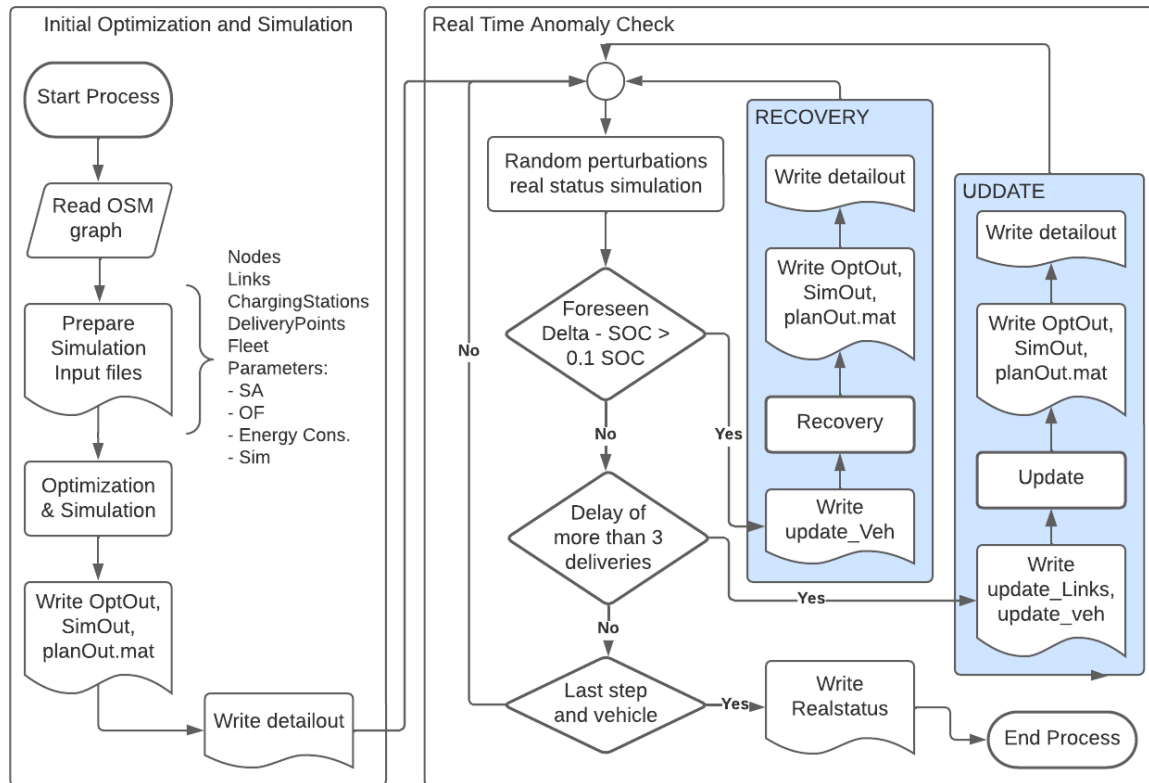 Initial Optimization and Simulation
Start Process
Read OSM
graph
Nodes
Links
ChargingStations
DeliveryPoints
Fleet
Parameters:
- SA
- OF
- Energy Cons.
- Sim
Prepare
Simulation
Input files
Optimization
& Simulation
Write OptOut,
SimOut,
planOut.mat
Write detailout
Real Time Anomaly Check
Random perturbations
real status simulation
Foreseen
Delta - SOC >
0.1 SOC
No
Yes
Delay of
more than 3
deliveries
No
Yes
Last step
and vehicle
No
Yes
Write
Realstatus
End Process
RECOVERY
Write detailout
Write OptOut,
SimOut,
planOut.mat
Recovery
Write
update_Veh
UDDATE
Write detailout
Write OptOut,
SimOut,
planOut.mat
Update
Write
update_Links,
update_veh